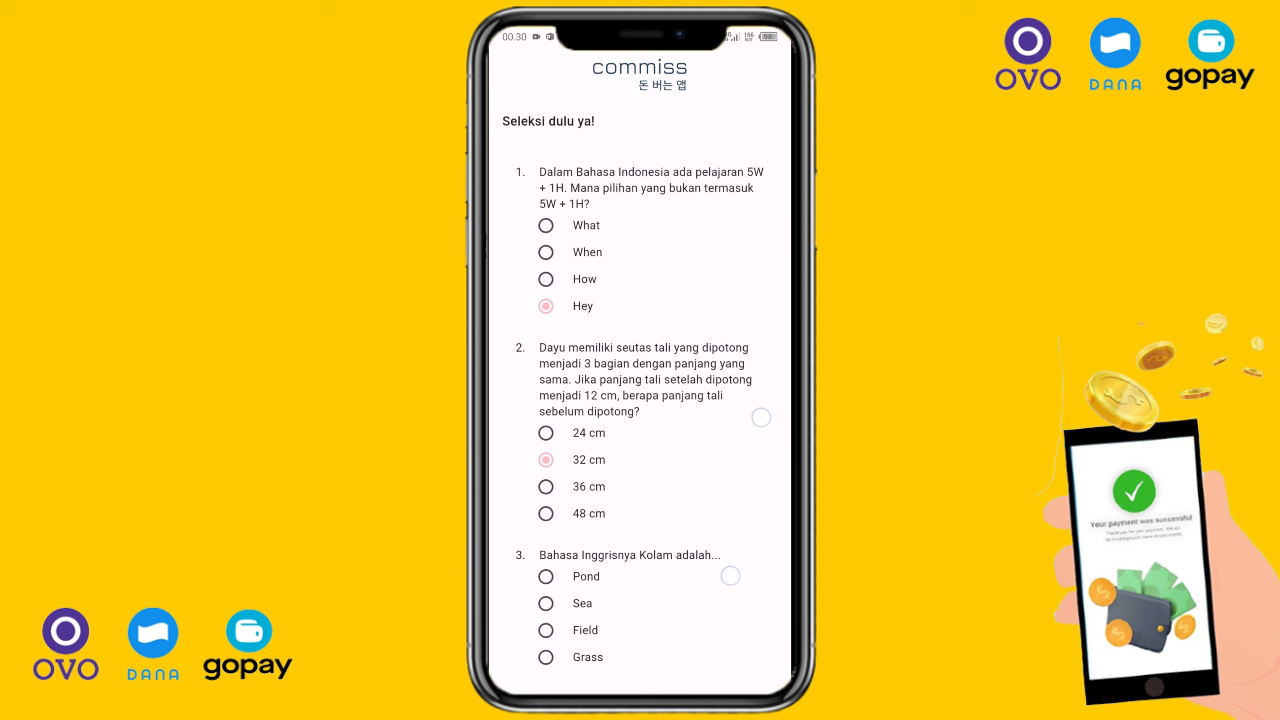 00.30
commiss
돈 버는 앱
Seleksi dulu ya!
1. Dalam Bahasa Indonesia ada pelajaran 5W
+ 1H. Mana pilihan yang bukan termasuk
5W + 1H?
What
When
How
Hey
2. Dayu memiliki seutas tali yang dipotong
menjadi 3 bagian dengan panjang yang
sama. Jika panjang tali setelah dipotong
menjadi 12 cm, berapa panjang tali
sebelum dipotong?
24 cm
32 cm
36 cm
48 cm
3. Bahasa Inggrisnya Kolam adalah...
Pond
Sea
Field
Grass
OVO
DANA
gopay
OVO
DANA
gopay
Your payment was successful